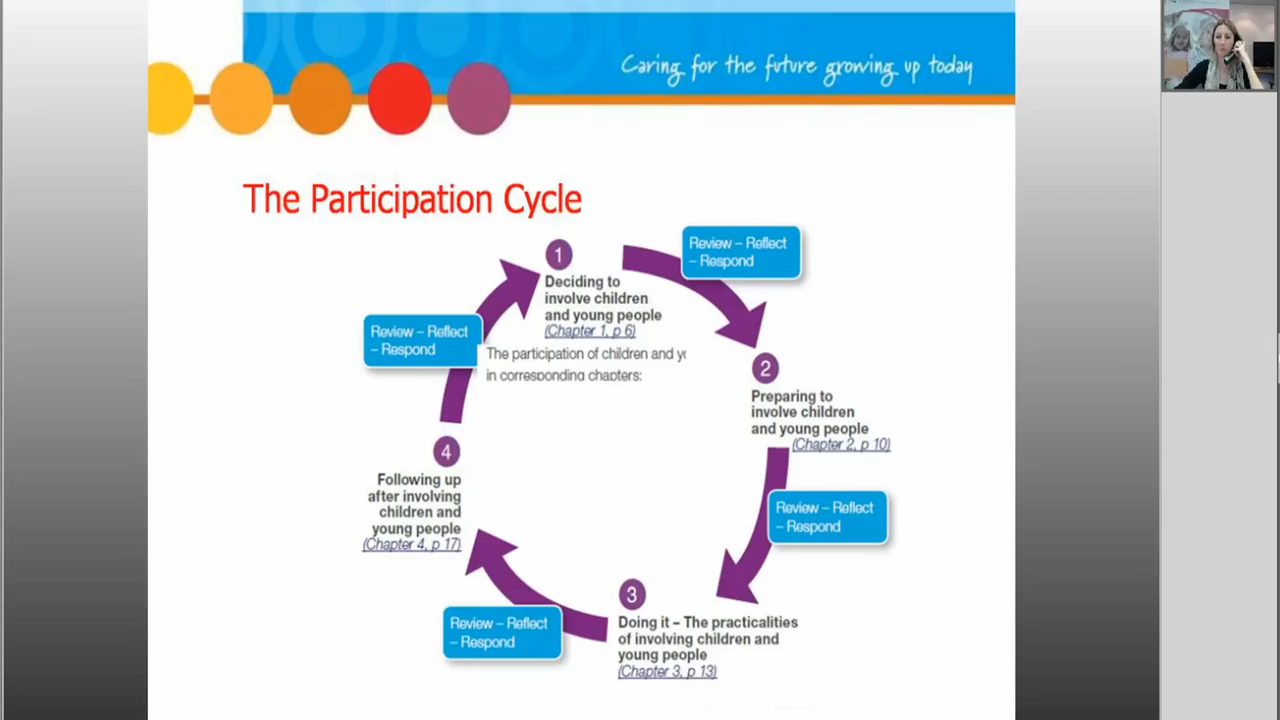 Caring for the future growing up today
The Participation Cycle
1
Deciding to
involve children
and young people
(Chapter 1, p 6)
Review – Reflect
– Respond
2
Preparing to
involve children
and young people
(Chapter 2, p 10)
Review – Reflect
– Respond
3
Doing it – The practicalities
of involving children and
young people
(Chapter 3, p 13)
Review – Reflect
– Respond
4
Following up
after involving
children and
young people
(Chapter 4, p 17)
Review – Reflect
– Respond
The participation of children and
in corresponding chapters: